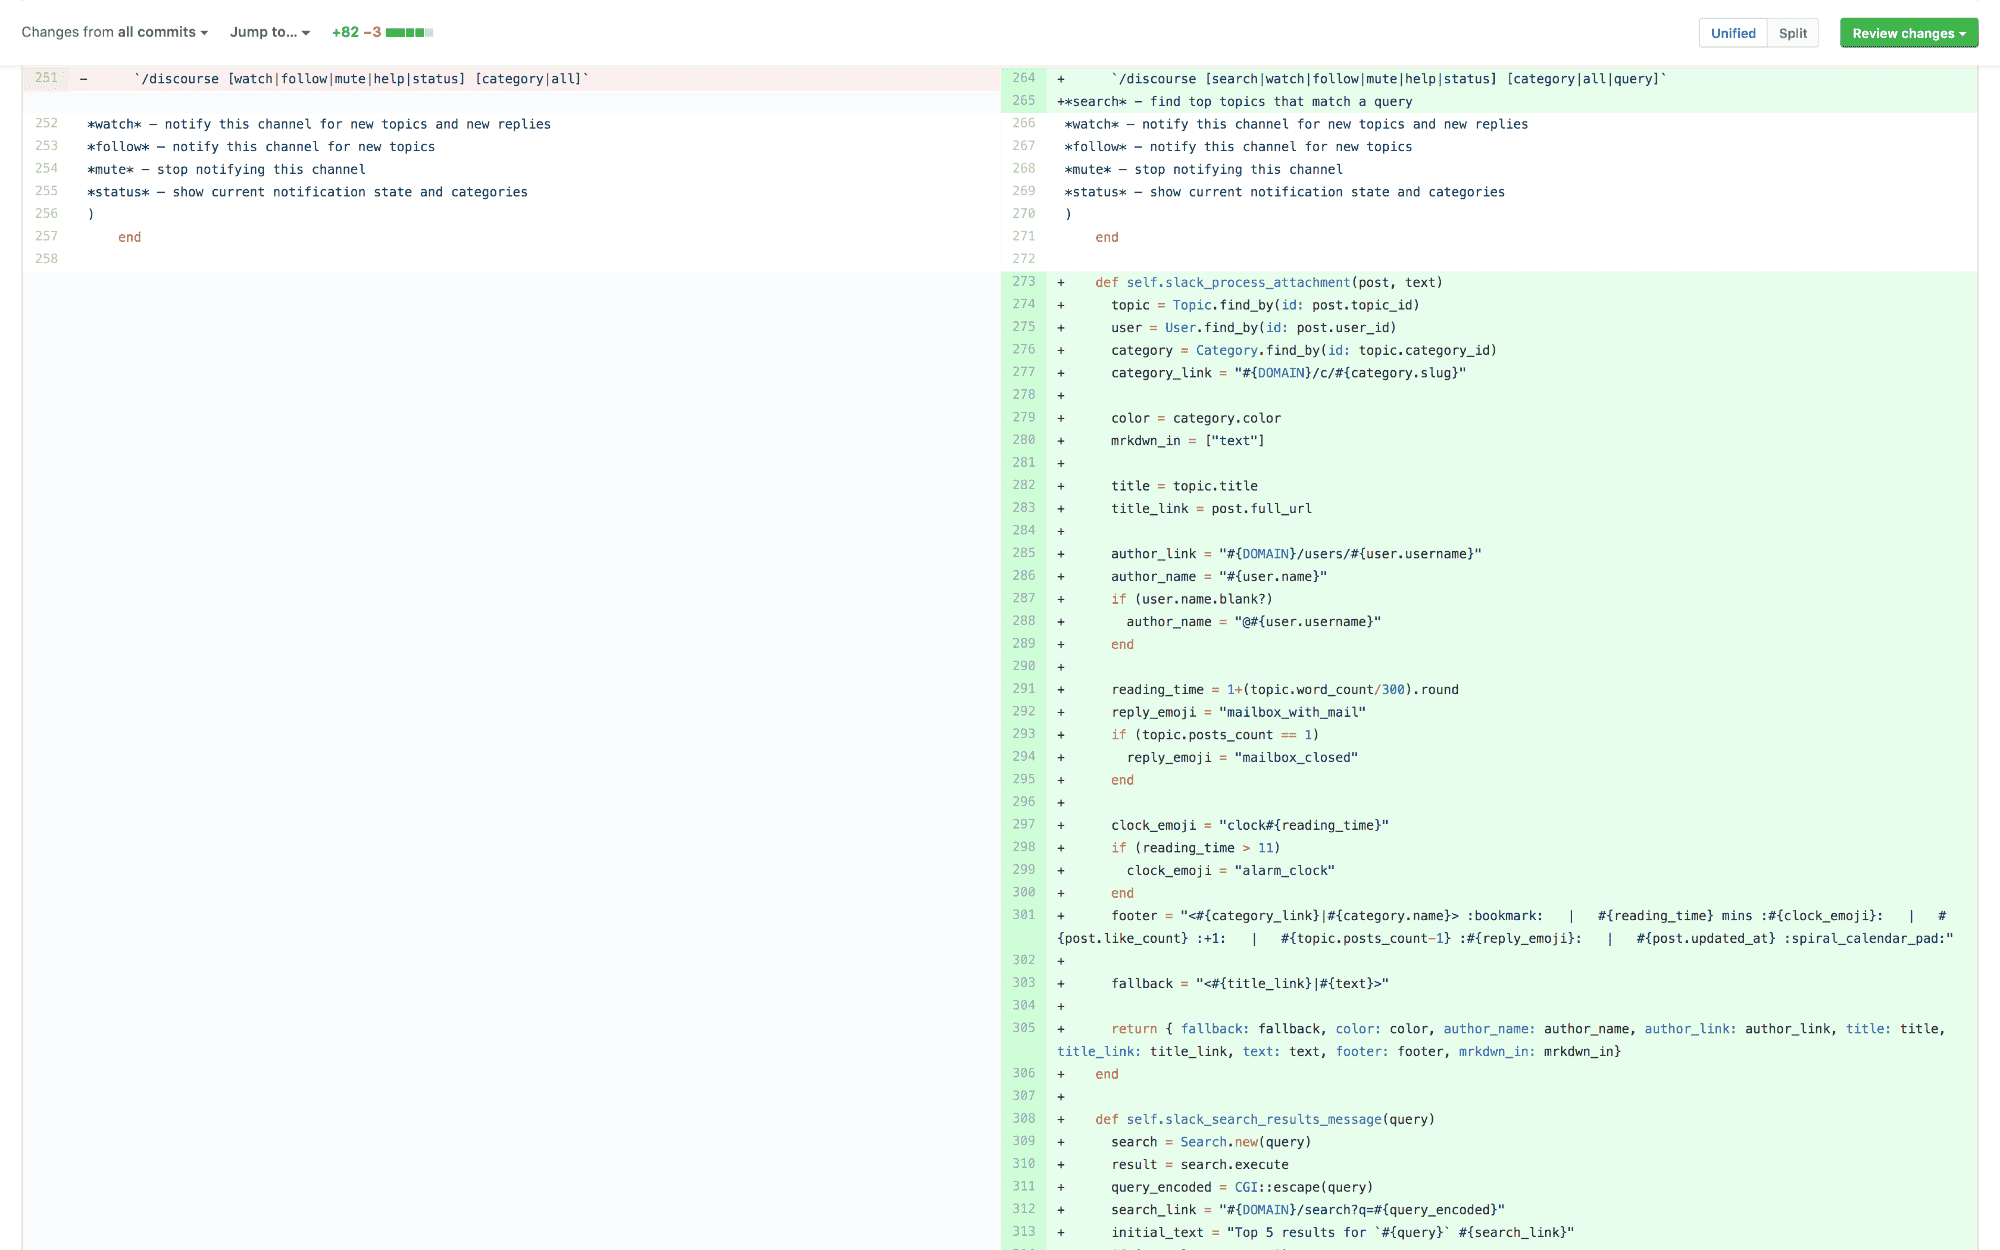 Changes from all commits Jump to... +82 −3 Unified Split Review changes
251 - `/discourse [watch|follow|mute|help|status] [category|all]`
252 *watch* – notify this channel for new topics and new replies
253 *follow* – notify this channel for new topics
254 *mute* – stop notifying this channel
255 *status* – show current notification state and categories
256 )
257 end
258
264 + `/discourse [search|watch|follow|mute|help|status] [category|all|query]`
265 +*search* – find top topics that match a query
266 *watch* – notify this channel for new topics and new replies
267 *follow* – notify this channel for new topics
268 *mute* – stop notifying this channel
269 *status* – show current notification state and categories
270 )
271 end
272
273 + def self.slack_process_attachment(post, text)
274 + topic = Topic.find_by(id: post.topic_id)
275 + user = User.find_by(id: post.user_id)
276 + category = Category.find_by(id: topic.category_id)
277 + category_link = "#{DOMAIN}/c/#{category.slug}"
278 +
279 + color = category.color
280 + mrkdwn_in = ["text"]
281 +
282 + title = topic.title
283 + title_link = post.full_url
284 +
285 + author_link = "#{DOMAIN}/users/#{user.username}"
286 + author_name = "#{user.name}"
287 + if (user.name.blank?)
288 + author_name = "@#{user.username}"
289 + end
290 +
291 + reading_time = 1+(topic.word_count/300).round
292 + reply_emoji = "mailbox_with_mail"
293 + if (topic.posts_count == 1)
294 + reply_emoji = "mailbox_closed"
295 + end
296 +
297 + clock_emoji = "clock#{reading_time}"
298 + if (reading_time > 11)
299 + clock_emoji = "alarm_clock"
300 + end
301 + footer = "<#{category_link}|#{category.name}> :bookmark: | #{reading_time} mins :#{clock_emoji}: | #
{post.like_count} :+1: | #{topic.posts_count-1} :#{reply_emoji}: | #{post.updated_at} :spiral_calendar_pad:"
302 +
303 + fallback = "<#{title_link}|#{text}>"
304 +
305 + return { fallback: fallback, color: color, author_name: author_name, author_link: author_link, title: title,
title_link: title_link, text: text, footer: footer, mrkdwn_in: mrkdwn_in}
306 + end
307 +
308 + def self.slack_search_results_message(query)
309 + search = Search.new(query)
310 + result = search.execute
311 + query_encoded = CGI::escape(query)
312 + search_link = "#{DOMAIN}/search?q=#{query_encoded}"
313 + initial_text = "Top 5 results for `#{query}` #{search_link}"